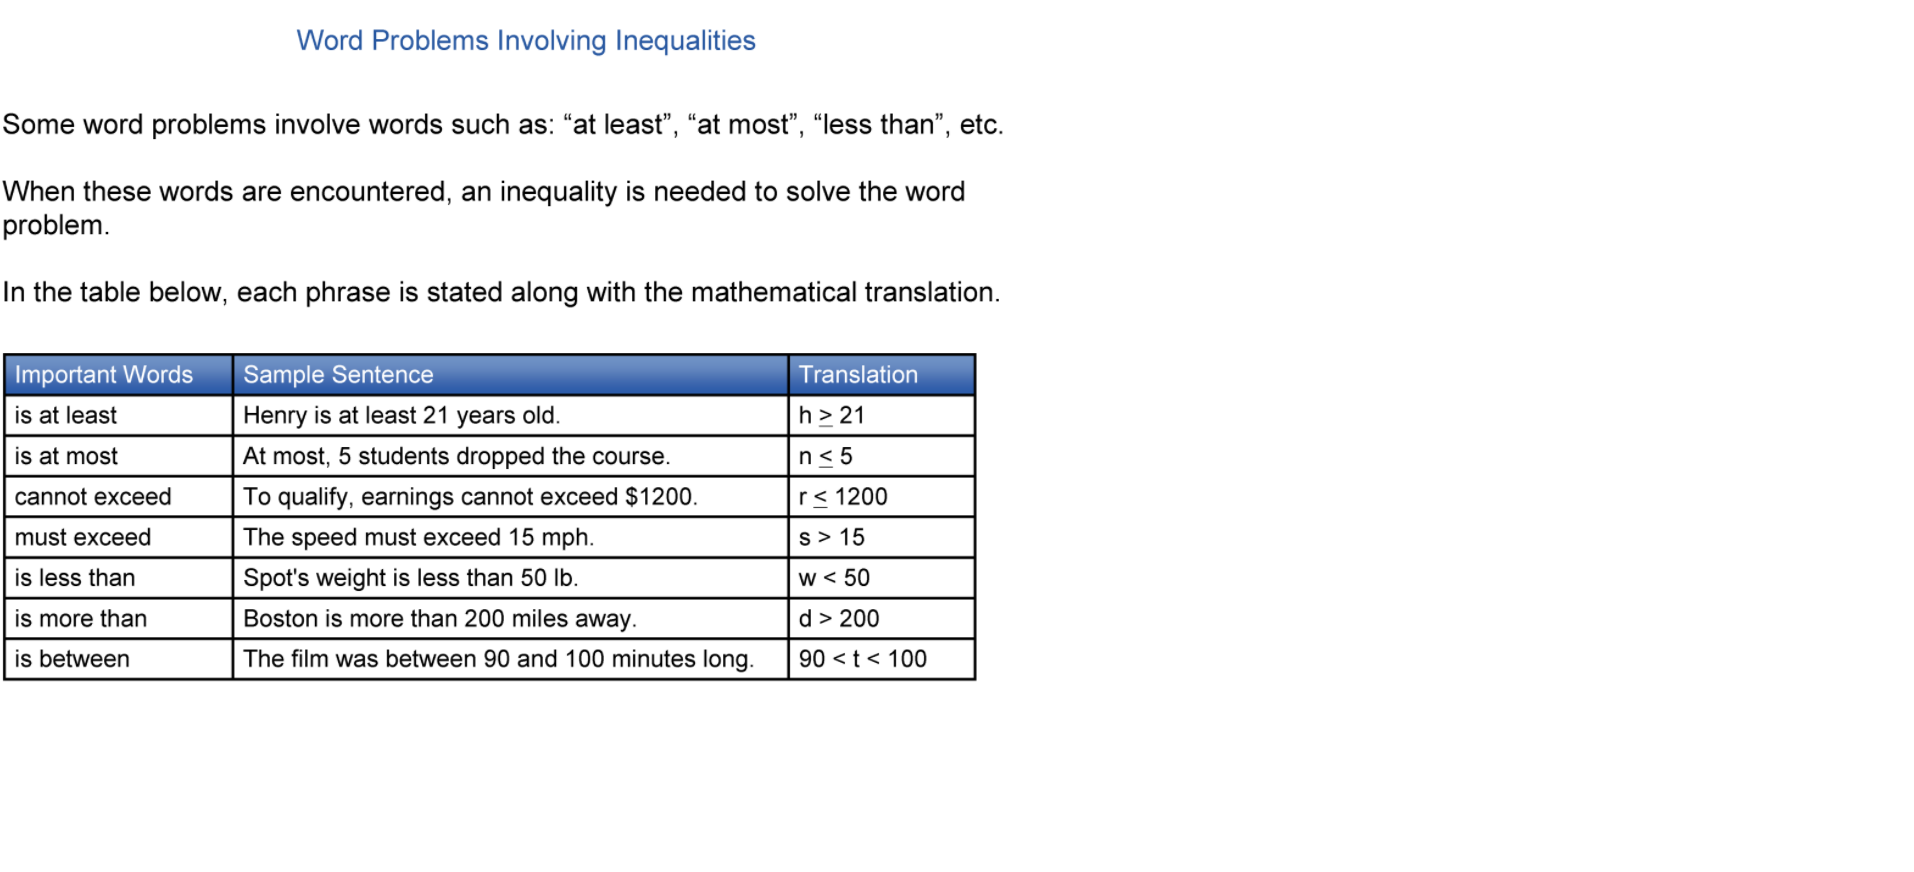 Word Problems Involving Inequalities
Some word problems involve words such as: “at least”, “at most”, “less than”, etc.
When these words are encountered, an inequality is needed to solve the word
problem.
In the table below, each phrase is stated along with the mathematical translation.
Important Words Sample Sentence Translation
is at least Henry is at least 21 years old. h ≥ 21
is at most At most, 5 students dropped the course. n ≤ 5
cannot exceed To qualify, earnings cannot exceed $1200. r ≤ 1200
must exceed The speed must exceed 15 mph. s > 15
is less than Spot's weight is less than 50 lb. w < 50
is more than Boston is more than 200 miles away. d > 200
is between The film was between 90 and 100 minutes long. 90 < t < 100